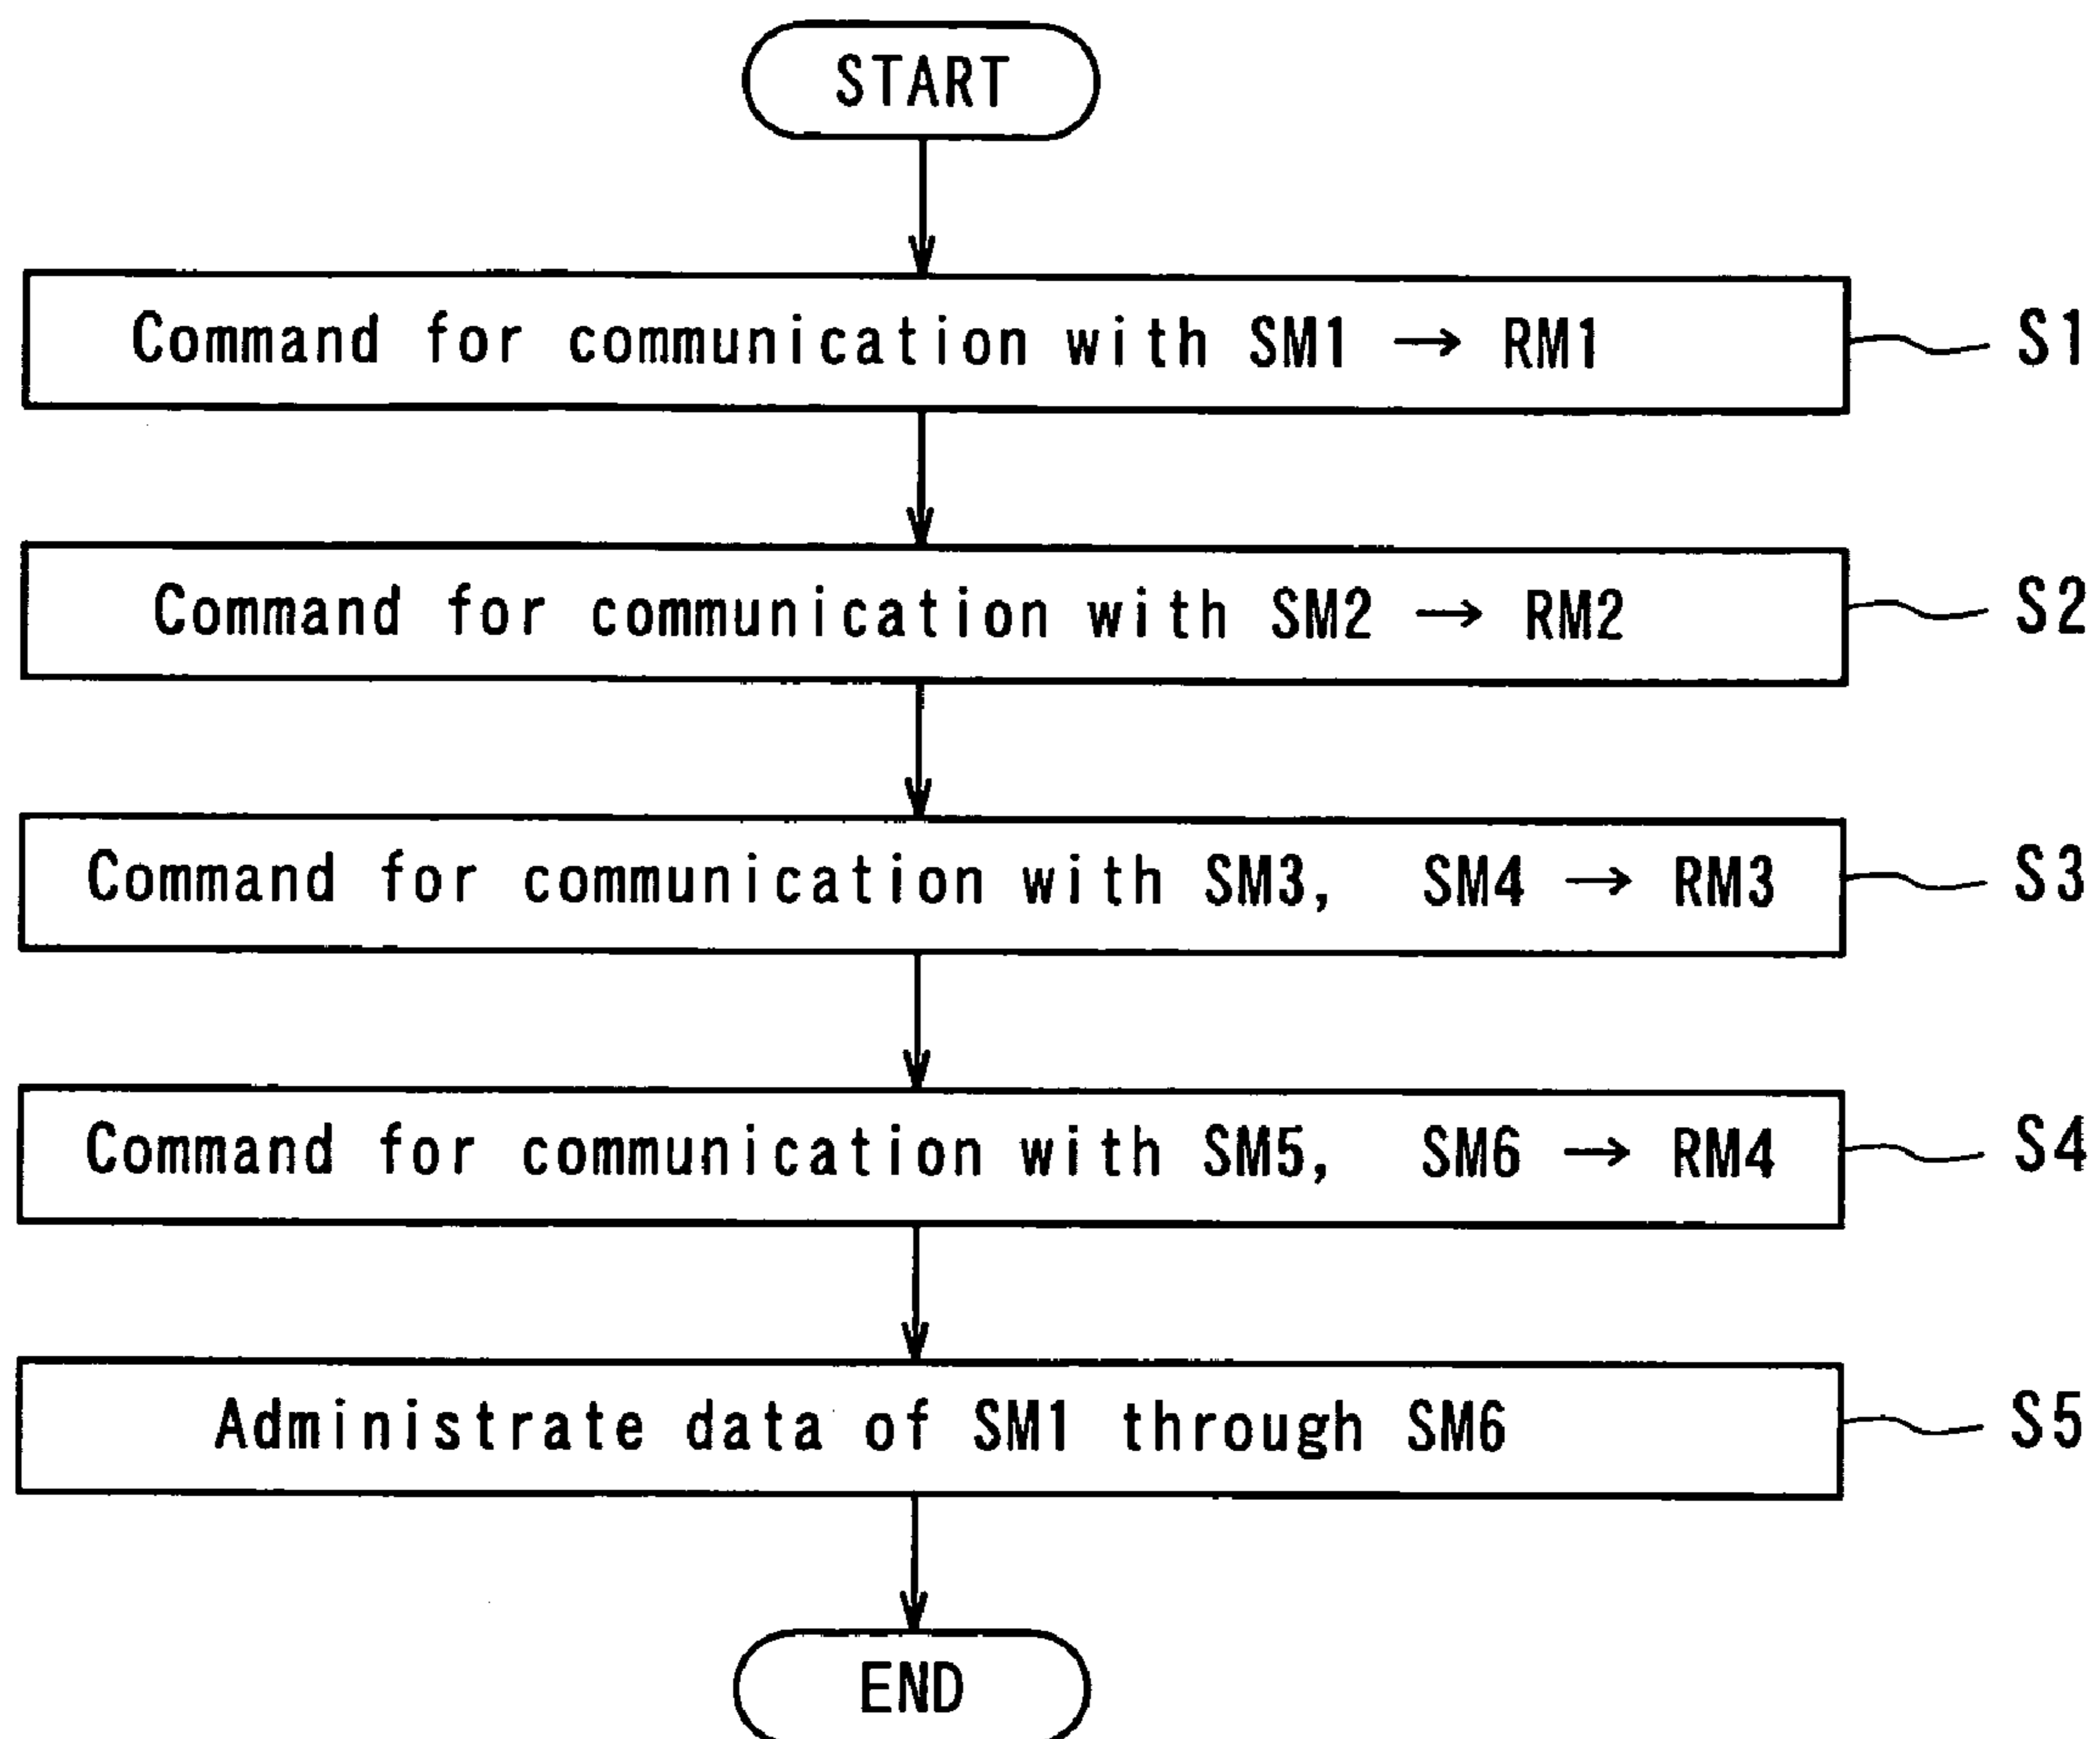 START
Command for communication with SM1 → RM1 S1
Command for communication with SM2 → RM2 S2
Command for communication with SM3, SM4 → RM3 S3
Command for communication with SM5, SM6 → RM4 S4
Administrate data of SM1 through SM6 S5
END